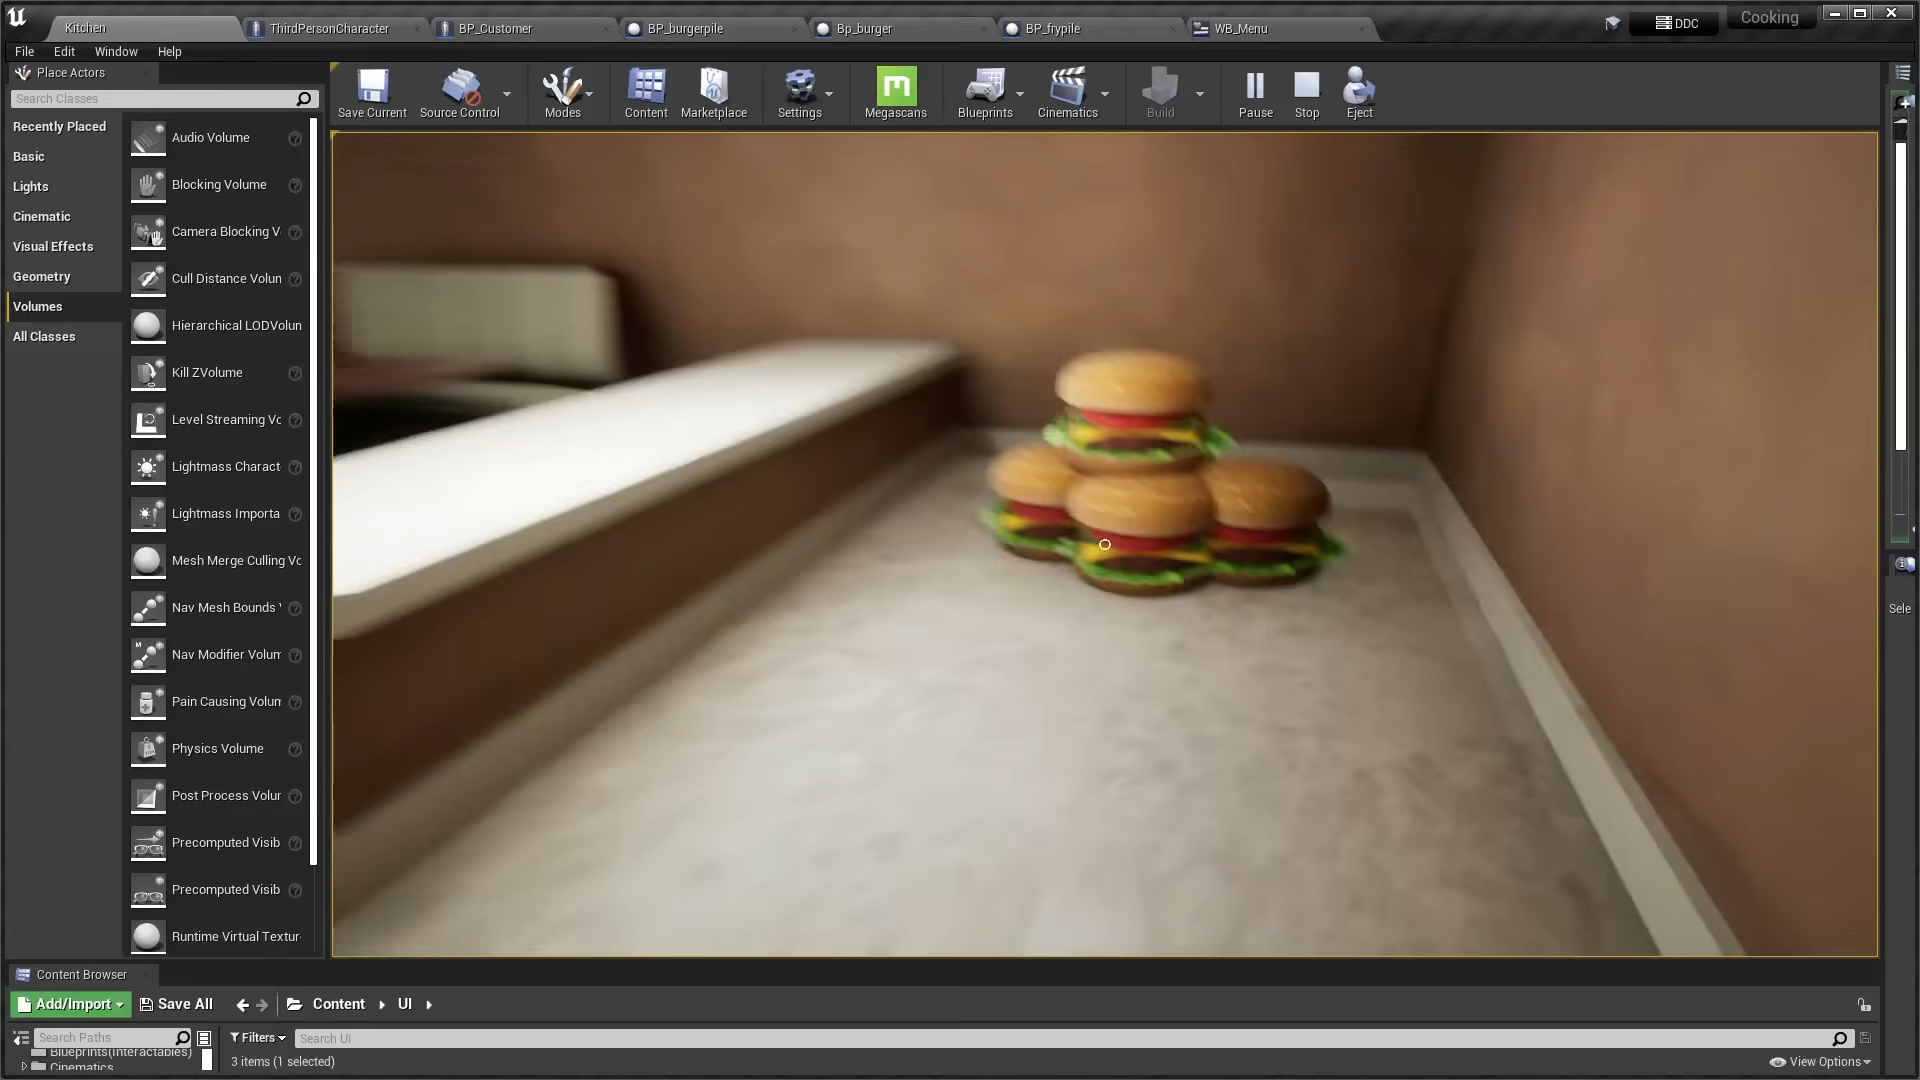 Kitchen
ThirdPersonCharacter
BP_Customer
BP_burgerpile
Bp_burger
BP_frypile
WB_Menu
DDC
Cooking
File Edit Window Help
Place Actors
Search Classes
Recently Placed
Basic
Lights
Cinematic
Visual Effects
Geometry
Volumes
All Classes
Audio Volume
Blocking Volume
Camera Blocking V
Cull Distance Volun
Hierarchical LODVolun
Kill ZVolume
Level Streaming Vc
Lightmass Charact
Lightmass Importa
Mesh Merge Culling Vc
Nav Mesh Bounds
Nav Modifier Volum
Pain Causing Volum
Physics Volume
Post Process Volur
Precomputed Visib
Precomputed Visib
Runtime Virtual Textur
Save Current
Source Control
Modes
Content
Marketplace
Settings
Megascans
Blueprints
Cinematics
Build
Pause
Stop
Eject
Sele
Content Browser
Add/Import
Save All
Content
UI
Search Paths
Filters
Search UI
Blueprints(Interactables)
Cinematics
3 items (1 selected)
View Options